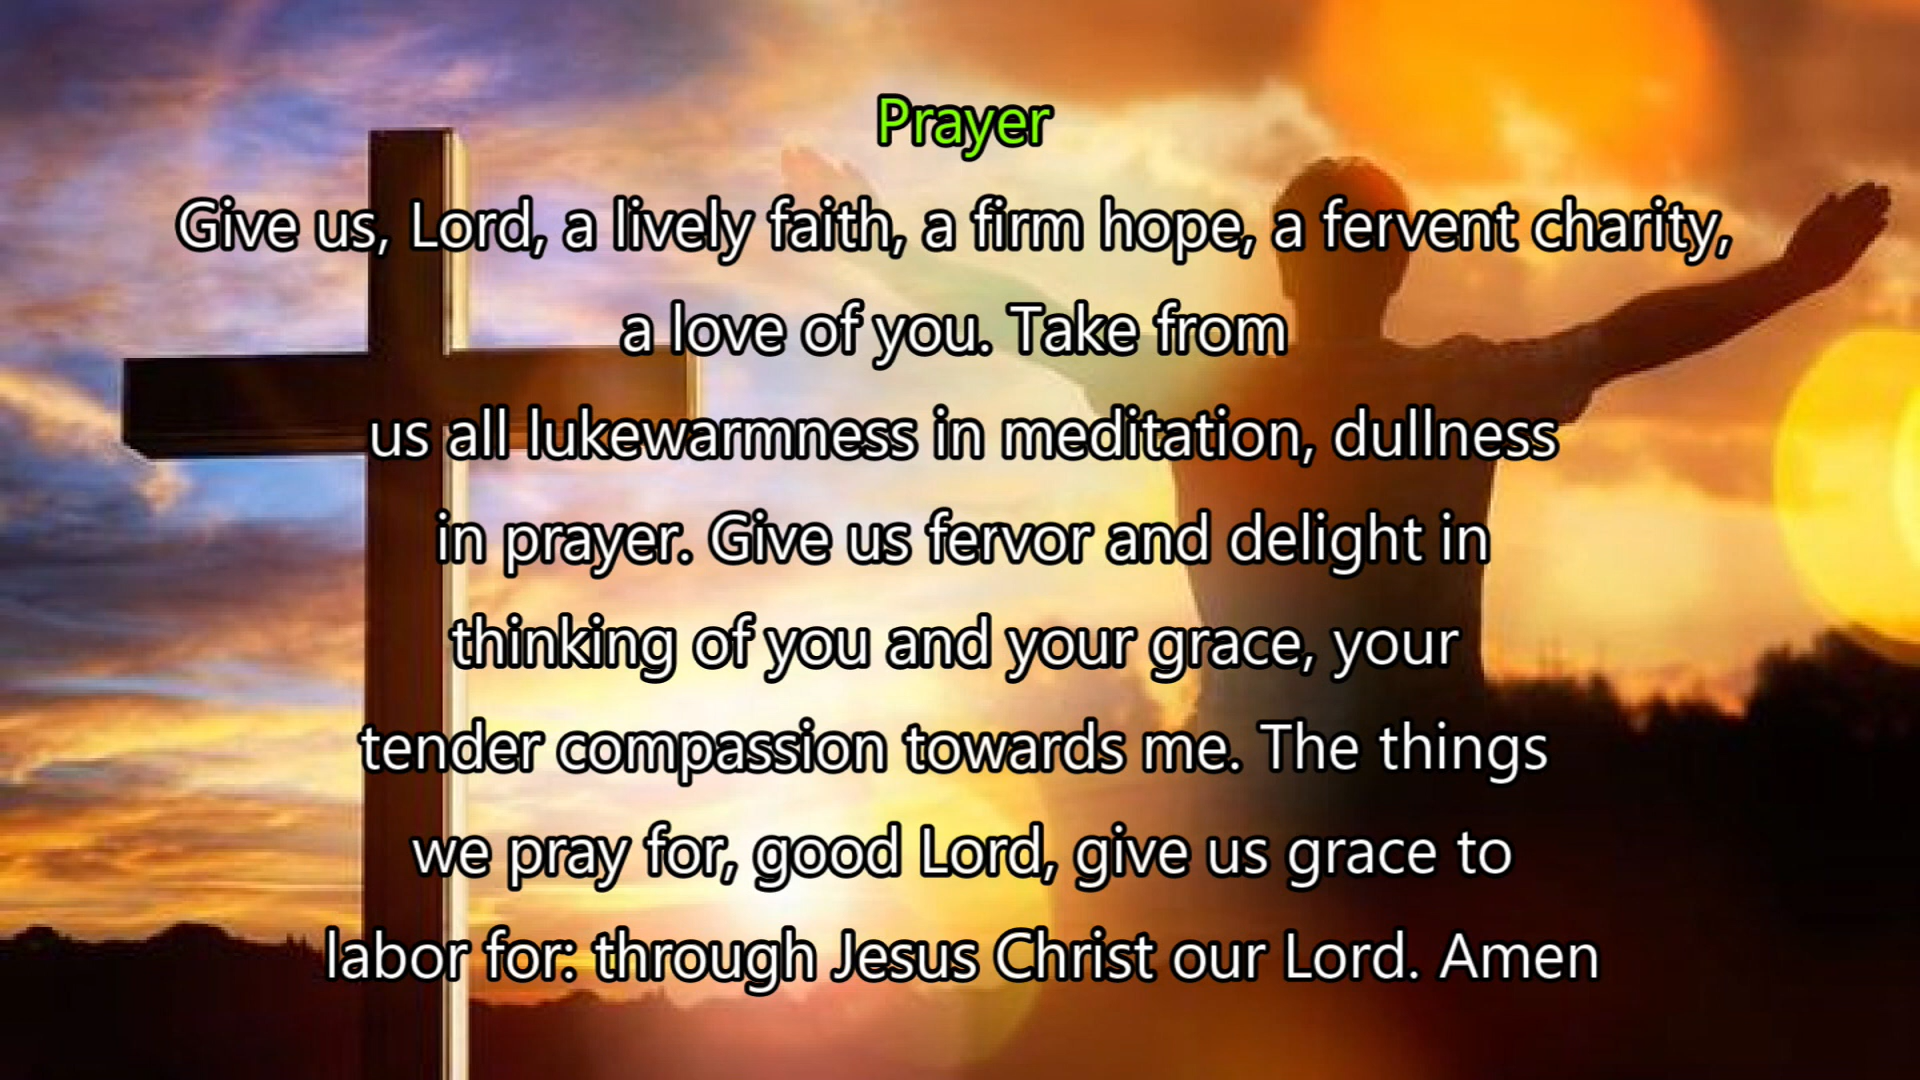 Prayer
Give us, Lord, a lively faith, a firm hope, a fervent charity,
a love of you. Take from
us all lukewarmness in meditation, dullness
in prayer. Give us fervor and delight in
thinking of you and your grace, your
tender compassion towards me. The things
we pray for, good Lord, give us grace to
labor for: through Jesus Christ our Lord. Amen